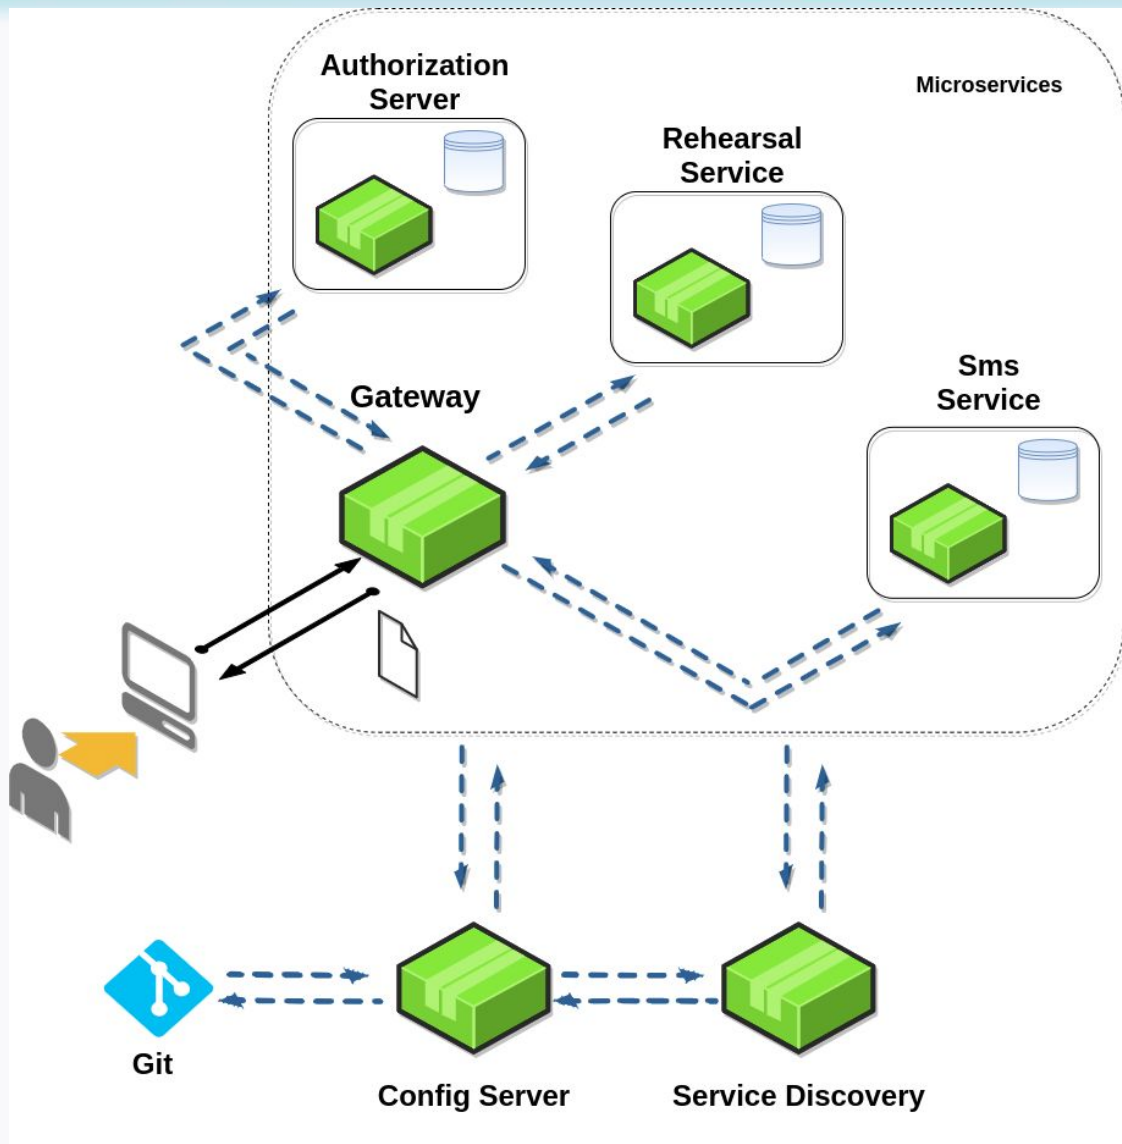 Authorization
Server
Microservices
Rehearsal
Service
Sms
Service
Gateway
Git
Config Server
Service Discovery